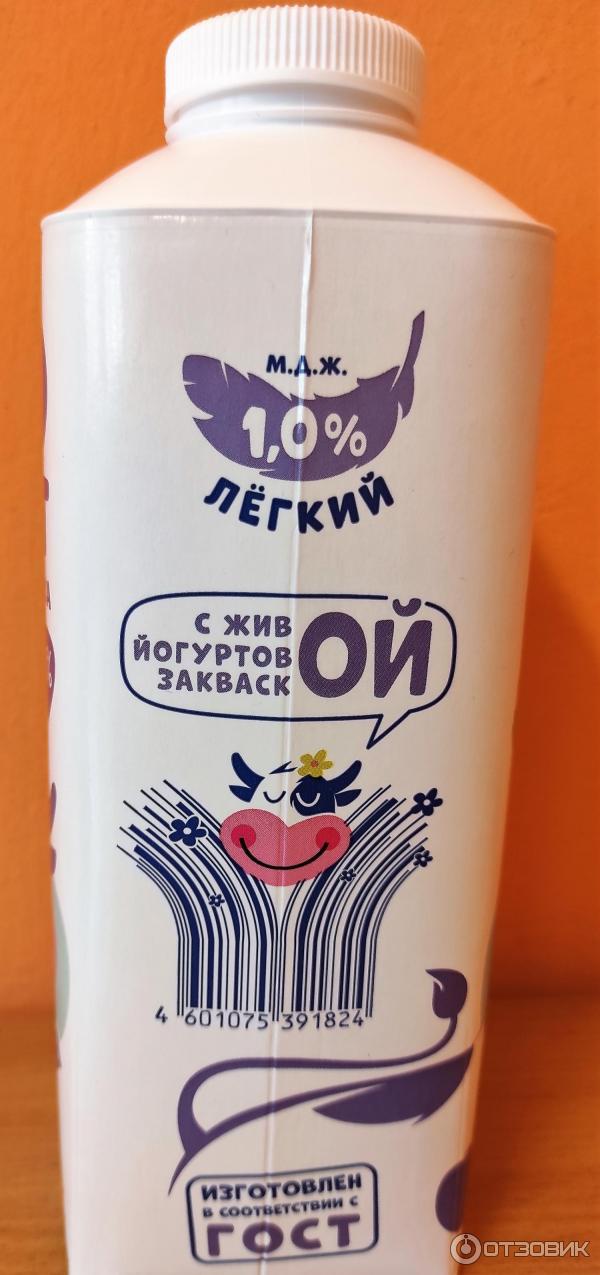 М.Д.Ж.
1,0%
ЛЁГКИЙ
С ЖИВ
ЙОГУРТОВ ОЙ
ЗАКВАСК
4 601075 391824
ИЗГОТОВЛЕН
В СООТВЕТСТВИИ С
ГОСТ
ОТЗОВИК